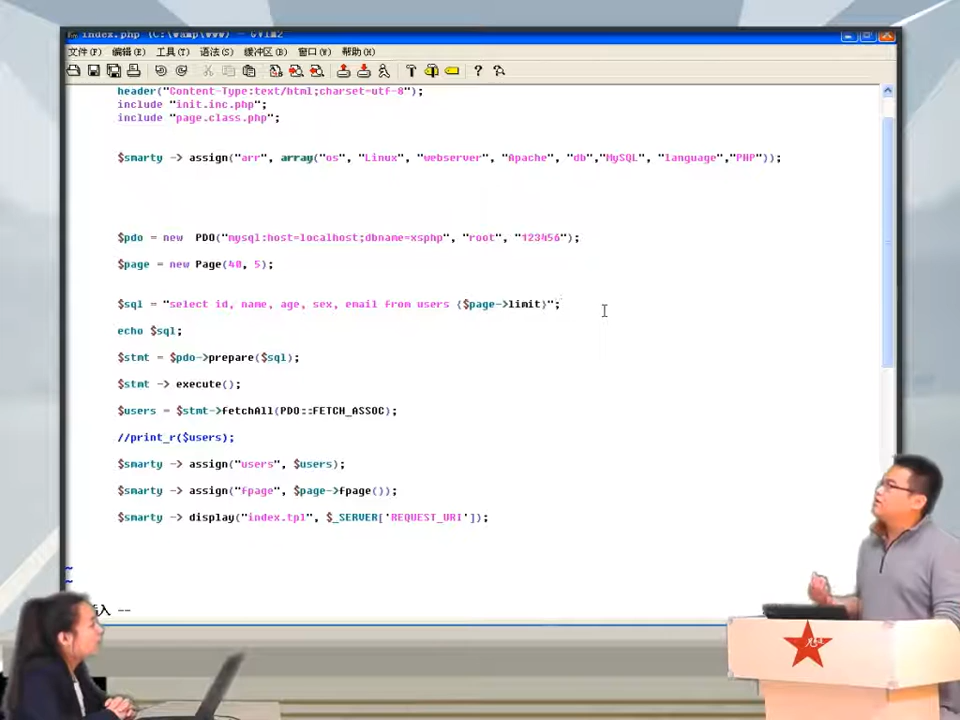 index.php (C:\wamp\www) - GVIM2
文件(F) 编辑(E) 工具(T) 语法(S) 缓冲区(B) 窗口(W) 帮助(H)
header("Content-Type:text/html;charset=utf-8");
include "init.inc.php";
include "page.class.php";
$smarty -> assign("arr", array("os", "Linux", "webserver", "Apache", "db","MySQL", "language","PHP"));
$pdo = new PDO("mysql:host=localhost;dbname=xsphp", "root", "123456");
$page = new Page(40, 5);
$sql = "select id, name, age, sex, email from users {$page->limit}";
echo $sql;
$stmt = $pdo->prepare($sql);
$stmt -> execute();
$users = $stmt->fetchAll(PDO::FETCH_ASSOC);
//print_r($users);
$smarty -> assign("users", $users);
$smarty -> assign("fpage", $page->fpage());
$smarty -> display("index.tpl", $_SERVER['REQUEST_URI']);
~
~
入 --